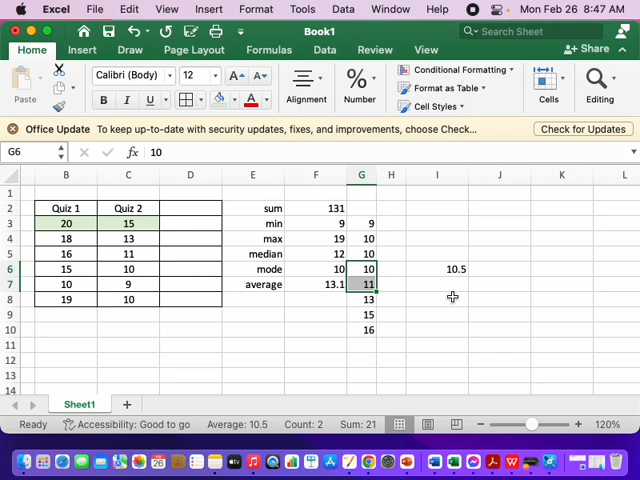 Excel File Edit View Insert Format Tools Data Window Help Mon Feb 26 8:47 AM
Book1 Search Sheet
Home Insert Draw Page Layout Formulas Data Review View Share
Paste Calibri (Body) 12 A A Alignment % Number Conditional Formatting Cells Editing
Format as Table
B I U A Cell Styles
Office Update To keep up-to-date with security updates, fixes, and improvements, choose Check... Check for Updates
G6 fx 10
B C D E F G H I J K L
1
2 Quiz 1 Quiz 2 sum 131
3 20 15 min 9 9
4 18 13 max 19 10
5 16 11 median 12 10
6 15 10 mode 10 10 10.5
7 10 9 average 13.1 11
8 19 10 13
9 15
10 16
11
12
13
14
Sheet1 +
Ready Accessibility: Good to go Average: 10.5 Count: 2 Sum: 21 120%